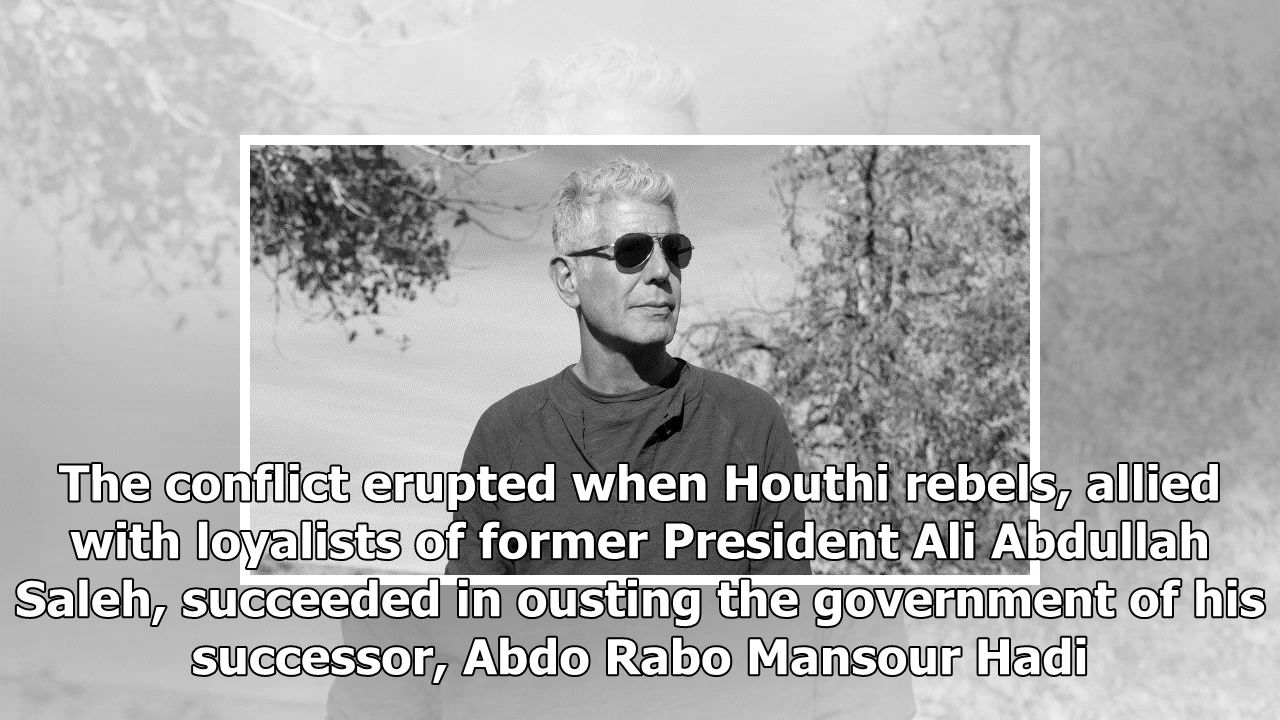 The conflict erupted when Houthi rebels, allied
with loyalists of former President Ali Abdullah
Saleh, succeeded in ousting the government of his
successor, Abdo Rabo Mansour Hadi